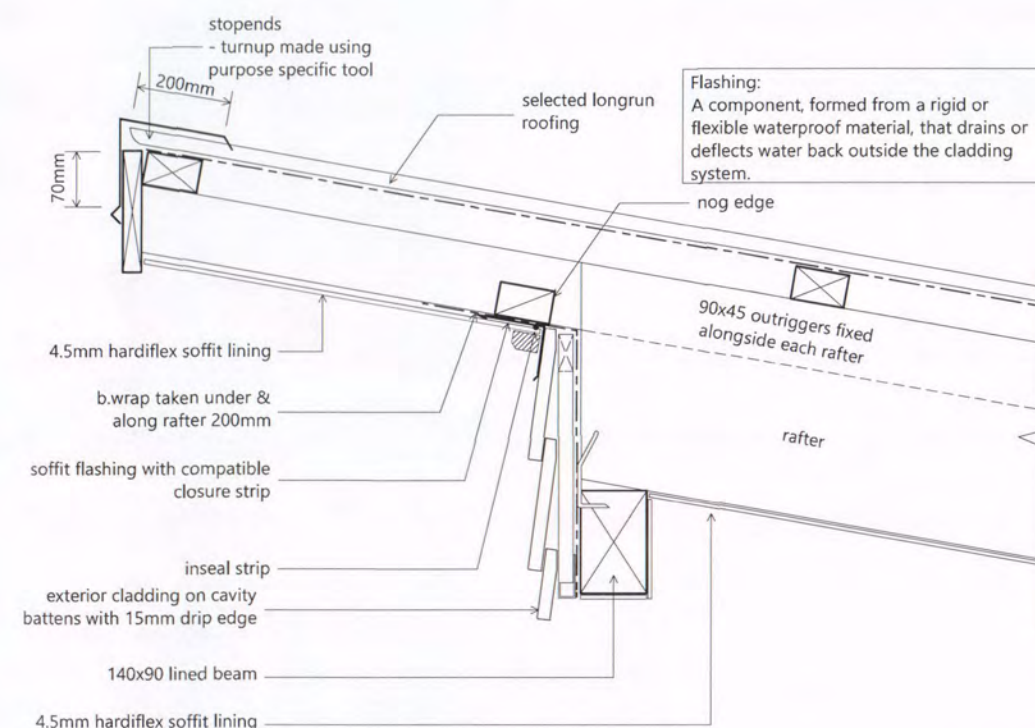 stopends
- turnup made using
purpose specific tool
200mm
70mm
selected longrun
roofing
Flashing:
A component, formed from a rigid or
flexible waterproof material, that drains or
deflects water back outside the cladding
system.
nog edge
90x45 outriggers fixed
alongside each rafter
rafter
4.5mm hardiflex soffit lining
b.wrap taken under &
along rafter 200mm
soffit flashing with compatible
closure strip
inseal strip
exterior cladding on cavity
battens with 15mm drip edge
140x90 lined beam
4.5mm hardiflex soffit lining